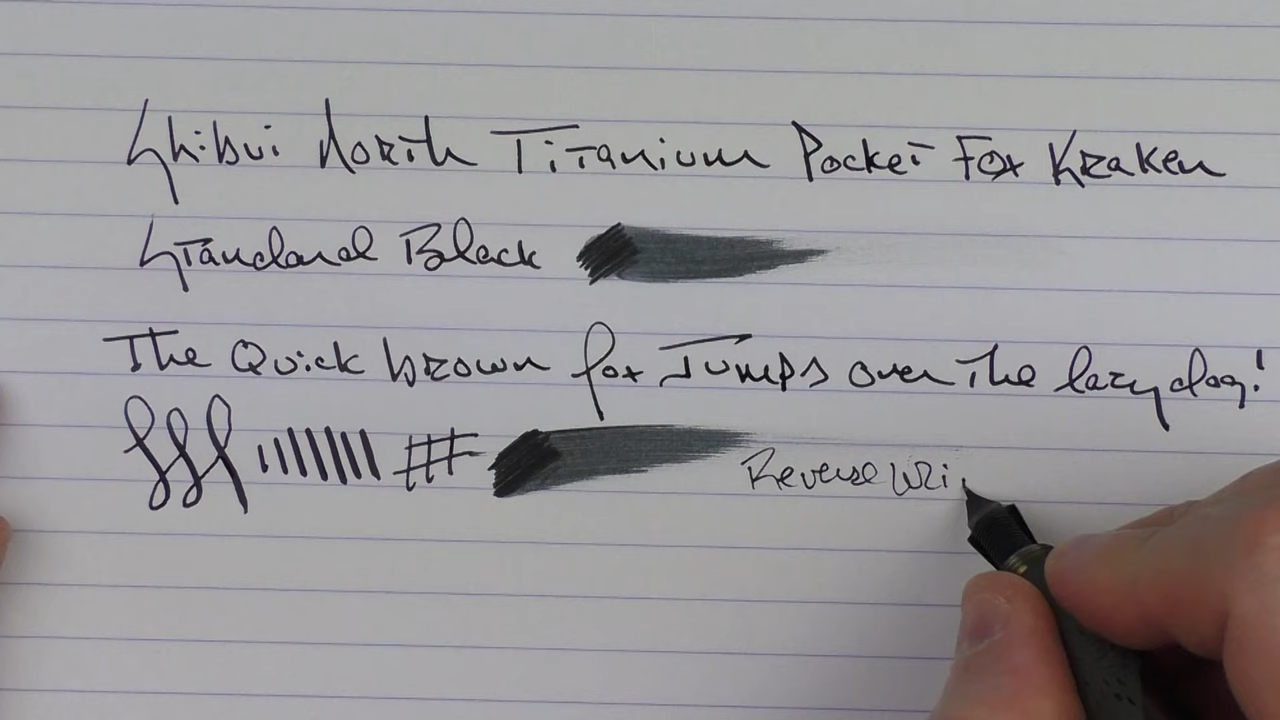 Shibui North Titanium Pocket Fox Kraken
Standard Black
The Quick brown fox Jumps over The lazy dog!
Reverse Wri